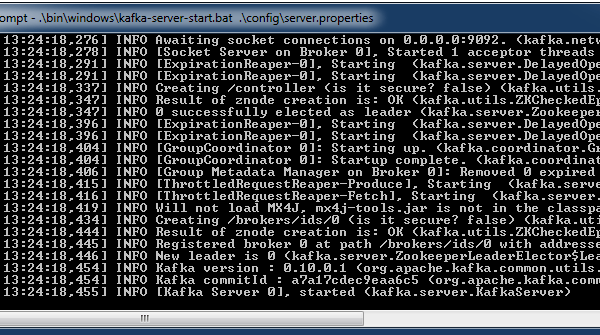 ompt - .\bin\windows\kafka-server-start.bat .\config\server.properties
13:24:18,276] INFO Awaiting socket connections on 0.0.0.0:9092. (kafka.netw
13:24:18,278] INFO [Socket Server on Broker 0], Started 1 acceptor threads
13:24:18,291] INFO [ExpirationReaper-0], Starting  (kafka.server.DelayedOpe
13:24:18,291] INFO [ExpirationReaper-0], Starting  (kafka.server.DelayedOpe
13:24:18,337] INFO Creating /controller (is it secure? false) (kafka.utils.
13:24:18,347] INFO Result of znode creation is: OK (kafka.utils.ZKCheckedEp
13:24:18,347] INFO 0 successfully elected as leader (kafka.server.Zookeeper
13:24:18,396] INFO [ExpirationReaper-0], Starting  (kafka.server.DelayedOpe
13:24:18,396] INFO [ExpirationReaper-0], Starting  (kafka.server.DelayedOpe
13:24:18,404] INFO [GroupCoordinator 0]: Starting up. (kafka.coordinator.Gr
13:24:18,404] INFO [GroupCoordinator 0]: Startup complete. (kafka.coordinat
13:24:18,406] INFO [Group Metadata Manager on Broker 0]: Removed 0 expired
13:24:18,415] INFO [ThrottledRequestReaper-Produce], Starting  (kafka.serve
13:24:18,416] INFO [ThrottledRequestReaper-Fetch], Starting  (kafka.server.
13:24:18,419] INFO Will not load MX4J, mx4j-tools.jar is not in the classpa
13:24:18,434] INFO Creating /brokers/ids/0 (is it secure? false) (kafka.uti
13:24:18,444] INFO Result of znode creation is: OK (kafka.utils.ZKCheckedEp
13:24:18,445] INFO Registered broker 0 at path /brokers/ids/0 with addresse
13:24:18,446] INFO New leader is 0 (kafka.server.ZookeeperLeaderElector$Lea
13:24:18,454] INFO Kafka version : 0.10.0.1 (org.apache.kafka.common.utils.
13:24:18,454] INFO Kafka commitId : a7a17cdec9eaa6c5 (org.apache.kafka.comm
13:24:18,455] INFO [Kafka Server 0], started (kafka.server.KafkaServer)